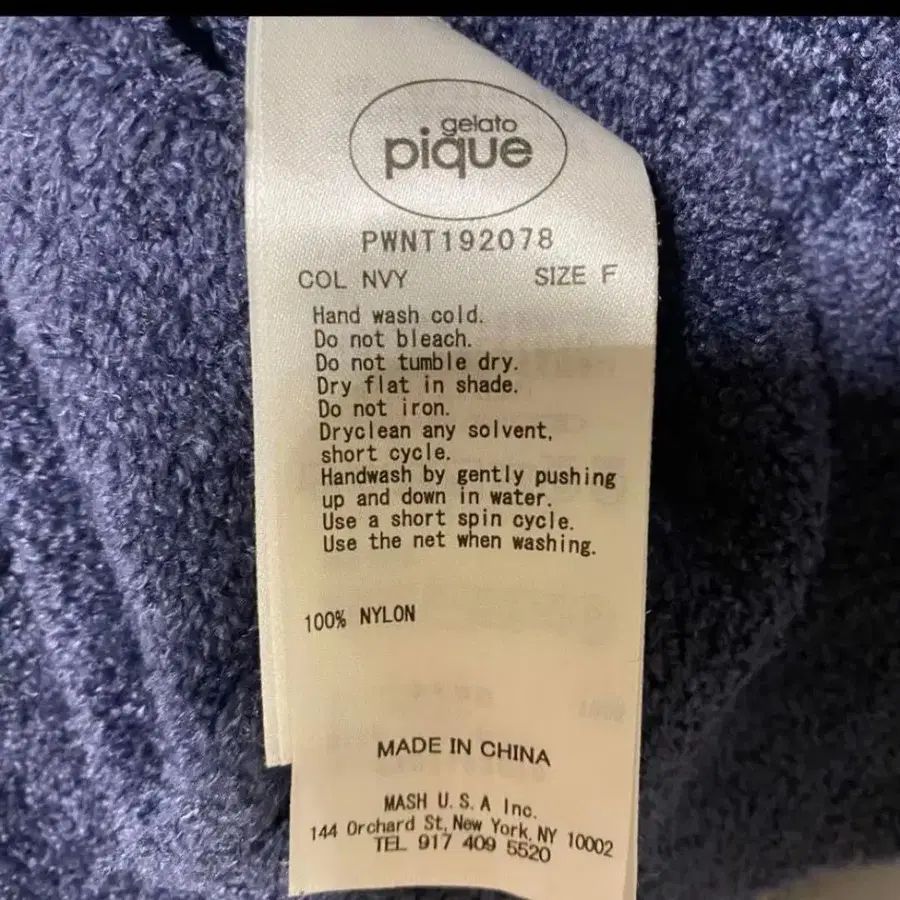 gelato
pique
PWNT192078
COL NVY SIZE F
Hand wash cold.
Do not bleach.
Do not tumble dry.
Dry flat in shade.
Do not iron.
Dryclean any solvent,
short cycle.
Handwash by gently pushing
up and down in water.
Use a short spin cycle.
Use the net when washing.
100% NYLON
MADE IN CHINA
MASH U.S.A Inc.
144 Orchard St, New York, NY 10002
TEL 917 409 5520